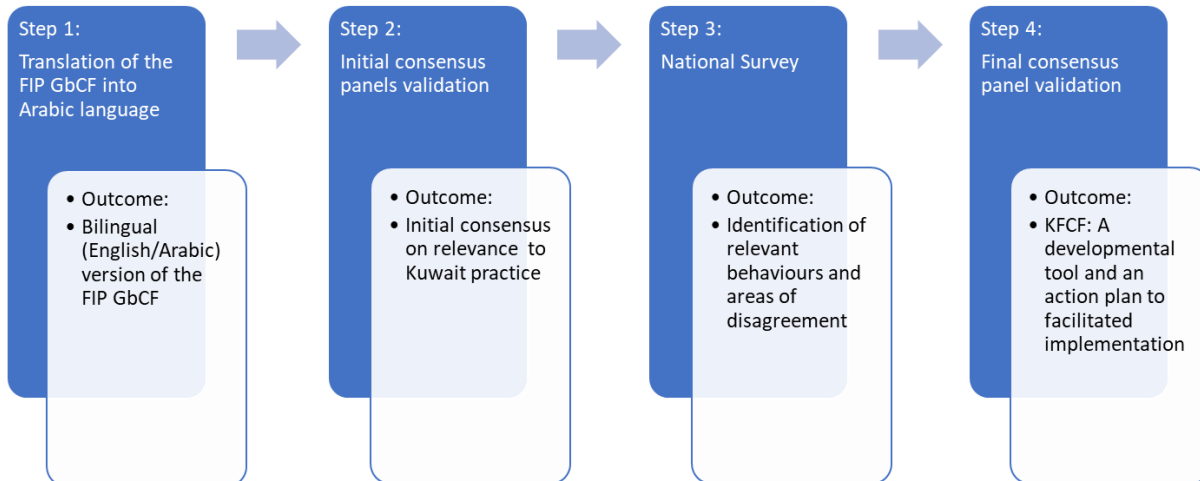 Step 1:
Translation of the
FIP GbCF into
Arabic language
• Outcome:
• Bilingual
(English/Arabic)
version of the
FIP GbCF
Step 2:
Initial consensus
panels validation
• Outcome:
• Initial consensus
on relevance to
Kuwait practice
Step 3:
National Survey
• Outcome:
• Identification of
relevant
behaviours and
areas of
disagreement
Step 4:
Final consensus
panel validation
• Outcome:
• KFCF: A
developmental
tool and an
action plan to
facilitated
implementation